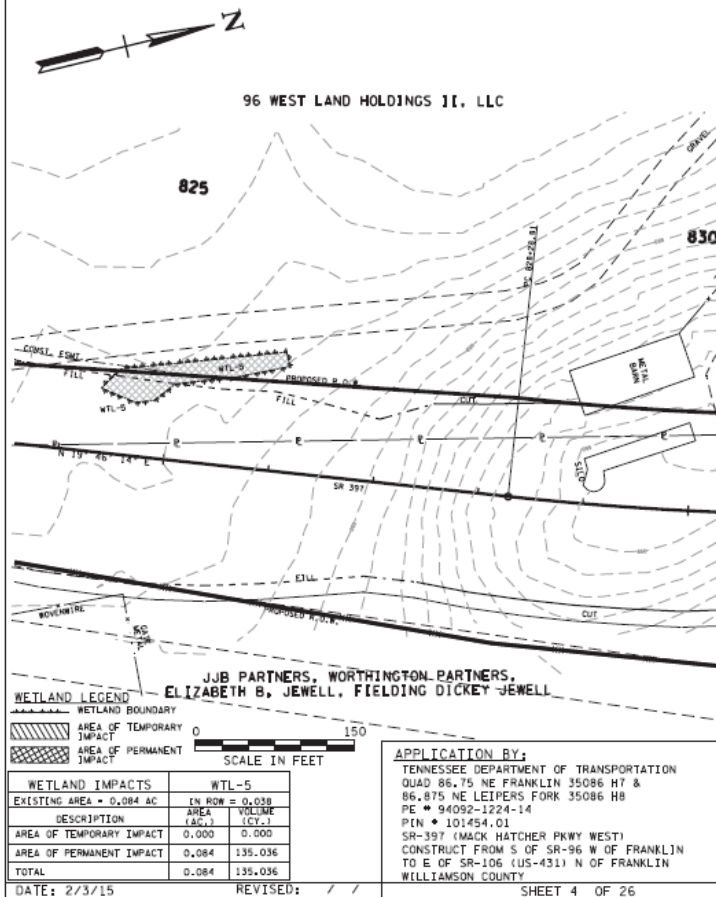 N
96 WEST LAND HOLDINGS II, LLC
GRAVEL
825
830
METAL
BARN
CONST. ESMT.
FILL
WTL-5
WTL-5
PROPOSED R.O.W.
FILL
CUT
SILO
N 19° 46' 14" E
SR 397
FILL
WOVENWIRE
PROPOSED R.O.W.
CUT
JJB PARTNERS, WORTHINGTON PARTNERS,
ELIZABETH B. JEWELL, FIELDING DICKEY JEWELL
WETLAND LEGEND
WETLAND BOUNDARY
AREA OF TEMPORARY
IMPACT
AREA OF PERMANENT
IMPACT
0 150
SCALE IN FEET
WETLAND IMPACTS WTL-5
EXISTING AREA = 0.084 AC IN ROW = 0.038
DESCRIPTION AREA (AC.) VOLUME (CY.)
AREA OF TEMPORARY IMPACT 0.000 0.000
AREA OF PERMANENT IMPACT 0.084 135.036
TOTAL 0.084 135.036
DATE: 2/3/15 REVISED: / /
APPLICATION BY:
TENNESSEE DEPARTMENT OF TRANSPORTATION
QUAD 86.75 NE FRANKLIN 35086 H7 &
86.875 NE LEIPERS FORK 35086 H8
PE # 94092-1224-14
PIN # 101454.01
SR-397 (MACK HATCHER PKWY WEST)
CONSTRUCT FROM S OF SR-96 W OF FRANKLIN
TO E OF SR-106 (US-431) N OF FRANKLIN
WILLIAMSON COUNTY
SHEET 4 OF 26